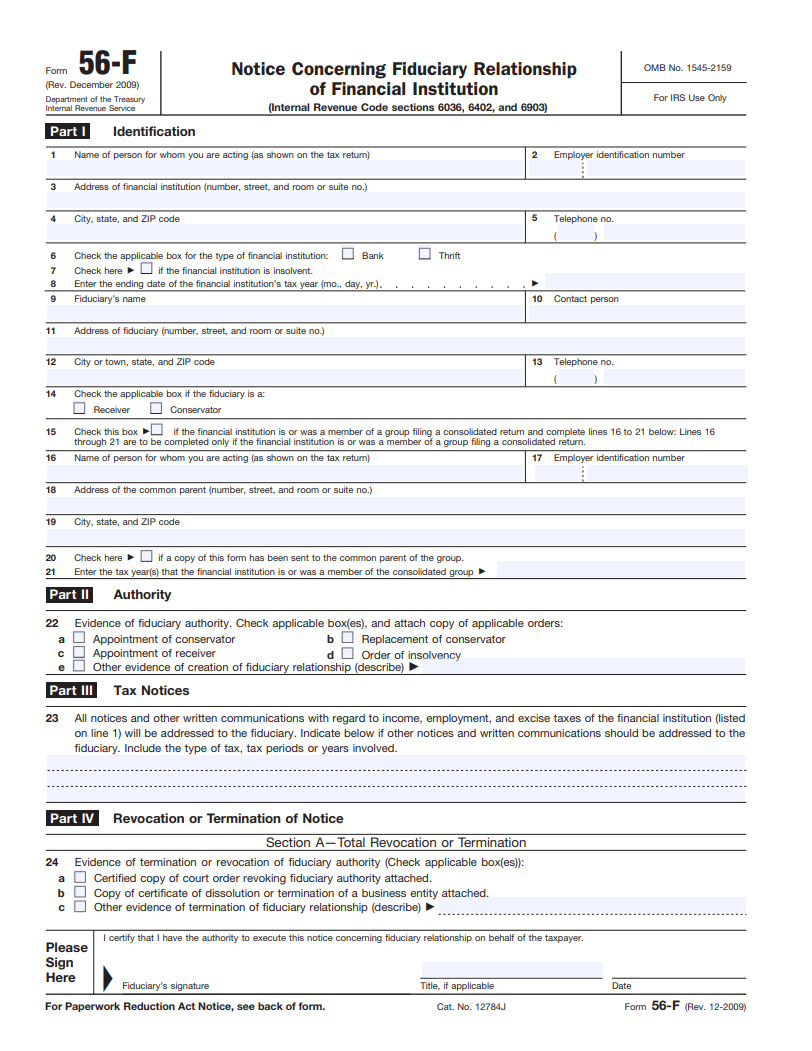 Form 56-F
(Rev. December 2009)
Department of the Treasury
Internal Revenue Service
Notice Concerning Fiduciary Relationship
of Financial Institution
(Internal Revenue Code sections 6036, 6402, and 6903)
OMB No. 1545-2159
For IRS Use Only
Part I Identification
1 Name of person for whom you are acting (as shown on the tax return)
2 Employer identification number
3 Address of financial institution (number, street, and room or suite no.)
4 City, state, and ZIP code
5 Telephone no.
( )
6 Check the applicable box for the type of financial institution: Bank Thrift
7 Check here ▶ if the financial institution is insolvent.
8 Enter the ending date of the financial institution's tax year (mo., day, yr.) . . . . . . . . . . ▶
9 Fiduciary's name
10 Contact person
11 Address of fiduciary (number, street, and room or suite no.)
12 City or town, state, and ZIP code
13 Telephone no.
( )
14 Check the applicable box if the fiduciary is a:
Receiver Conservator
15 Check this box ▶ if the financial institution is or was a member of a group filing a consolidated return and complete lines 16 to 21 below: Lines 16
through 21 are to be completed only if the financial institution is or was a member of a group filing a consolidated return.
16 Name of person for whom you are acting (as shown on the tax return)
17 Employer identification number
18 Address of the common parent (number, street, and room or suite no.)
19 City, state, and ZIP code
20 Check here ▶ if a copy of this form has been sent to the common parent of the group.
21 Enter the tax year(s) that the financial institution is or was a member of the consolidated group ▶
Part II Authority
22 Evidence of fiduciary authority. Check applicable box(es), and attach copy of applicable orders:
a Appointment of conservator b Replacement of conservator
c Appointment of receiver d Order of insolvency
e Other evidence of creation of fiduciary relationship (describe) ▶
Part III Tax Notices
23 All notices and other written communications with regard to income, employment, and excise taxes of the financial institution (listed
on line 1) will be addressed to the fiduciary. Indicate below if other notices and written communications should be addressed to the
fiduciary. Include the type of tax, tax periods or years involved.
Part IV Revocation or Termination of Notice
Section A—Total Revocation or Termination
24 Evidence of termination or revocation of fiduciary authority (Check applicable box(es)):
a Certified copy of court order revoking fiduciary authority attached.
b Copy of certificate of dissolution or termination of a business entity attached.
c Other evidence of termination of fiduciary relationship (describe) ▶
Please
Sign
Here
I certify that I have the authority to execute this notice concerning fiduciary relationship on behalf of the taxpayer.
Fiduciary's signature Title, if applicable Date
For Paperwork Reduction Act Notice, see back of form. Cat. No. 12784J Form 56-F (Rev. 12-2009)